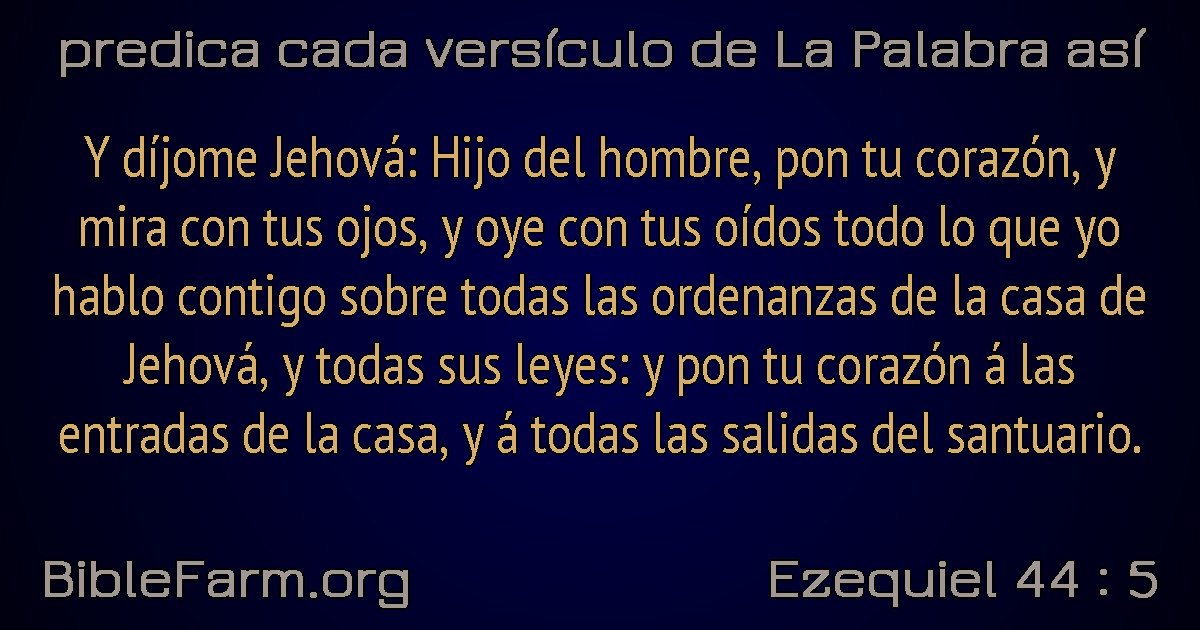 predica cada versículo de La Palabra así
Y díjome Jehová: Hijo del hombre, pon tu corazón, y
mira con tus ojos, y oye con tus oídos todo lo que yo
hablo contigo sobre todas las ordenanzas de la casa de
Jehová, y todas sus leyes: y pon tu corazón á las
entradas de la casa, y á todas las salidas del santuario.
BibleFarm.org
Ezequiel 44 : 5